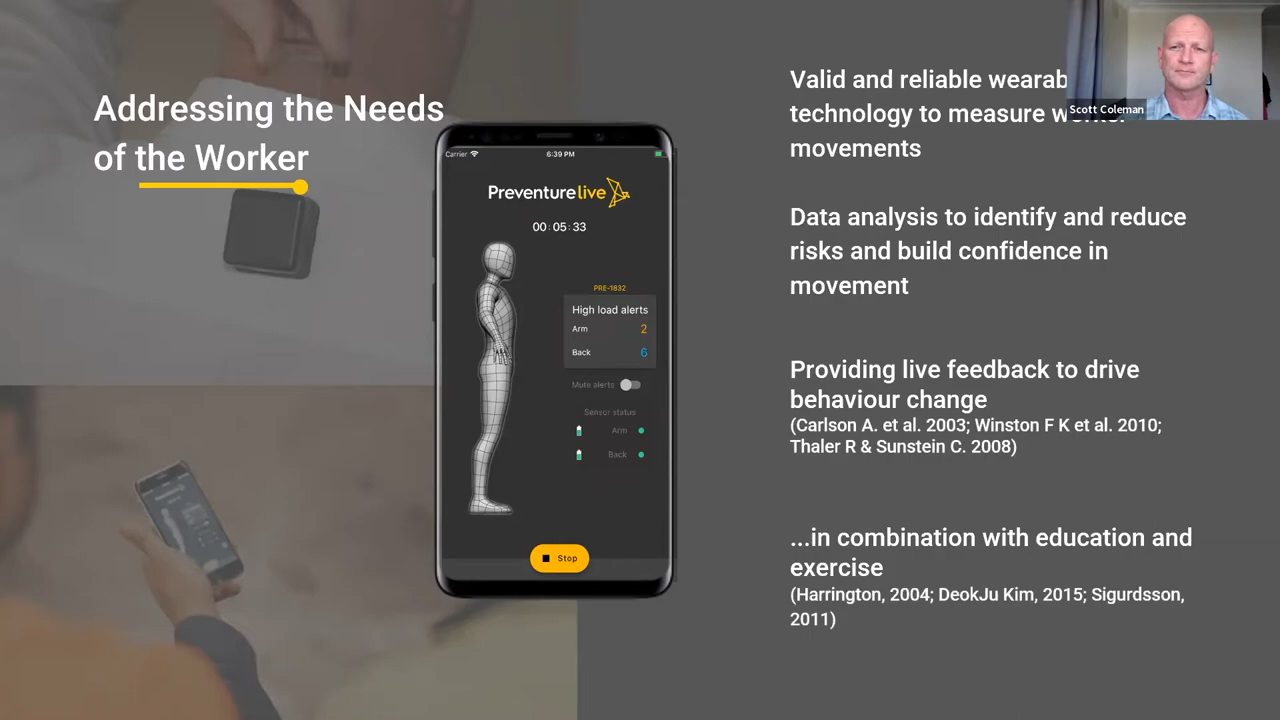 Addressing the Needs
of the Worker
Carrier
6:39 PM
Preventurelive
00:05:33
PRE-1832
High load alerts
Arm 2
Back 6
Mute alerts
Sensor status
Arm
Back
Stop
Valid and reliable
technology to measure
movements
Data analysis to identify and reduce
risks and build confidence in
movement
Providing live feedback to drive
behaviour change
(Carlson A. et al. 2003; Winston F K et al. 2010;
Thaler R & Sunstein C. 2008)
...in combination with education and
exercise
(Harrington, 2004; DeokJu Kim, 2015; Sigurdsson,
2011)
Scott Coleman